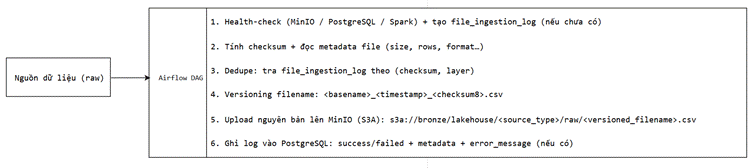 Nguồn dữ liệu (raw)
Airflow DAG
1. Health-check (MinIO / PostgreSQL / Spark) + tạo file_ingestion_log (nếu chưa có)
2. Tính checksum + đọc metadata file (size, rows, format…)
3. Dedupe: tra file_ingestion_log theo (checksum, layer)
4. Versioning filename: <basename>_<timestamp>_<checksum8>.csv
5. Upload nguyên bản lên MinIO (S3A): s3a://bronze/lakehouse/<source_type>/raw/<versioned_filename>.csv
6. Ghi log vào PostgreSQL: success/failed + metadata + error_message (nếu có)